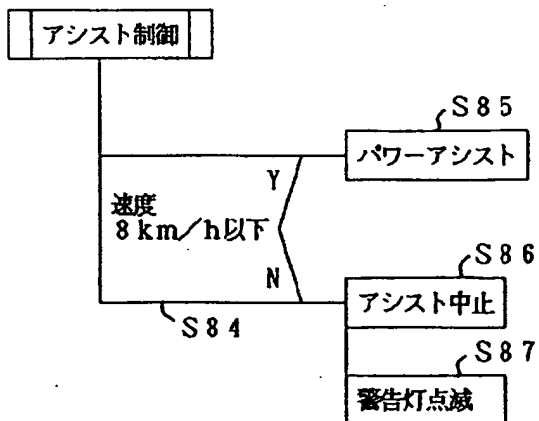 アシスト制御
S85
パワーアシスト
Y
速度
8km/h以下
N
S84
S86
アシスト中止
S87
警告灯点滅